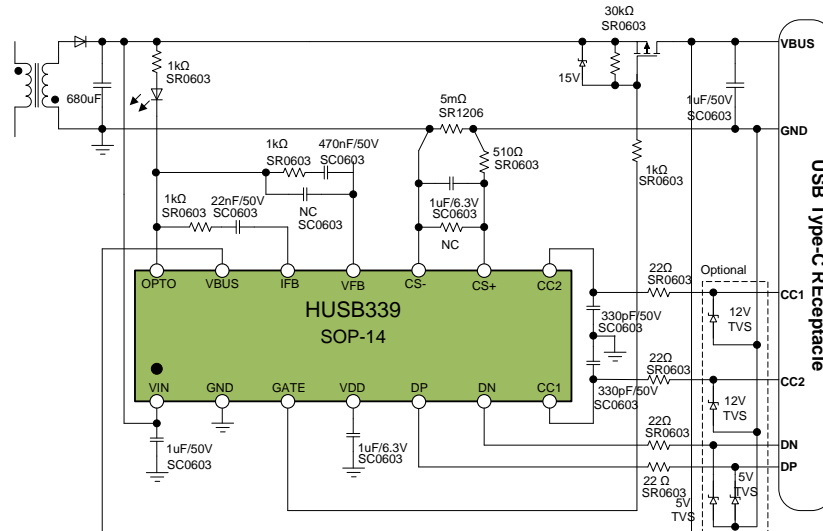 30kΩ
SR0603
VBUS
1kΩ
SR0603
15V
680uF
5mΩ
SR1206
1uF/50V
SC0603
GND
1kΩ
SR0603
470nF/50V
SC0603
510Ω
SR0603
1kΩ
SR0603
1kΩ
SR0603
22nF/50V
SC0603
NC
SC0603
1uF/6.3V
SC0603
NC
USB Type-C REceptacle
OPTO
VBUS
IFB
VFB
CS-
CS+
CC2
HUSB339
SOP-14
VIN
GND
GATE
VDD
DP
DN
CC1
22Ω
SR0603
Optional
CC1
330pF/50V
SC0603
12V
TVS
22Ω
SR0603
CC2
330pF/50V
SC0603
12V
TVS
22Ω
SR0603
DN
DP
1uF/50V
SC0603
1uF/6.3V
SC0603
22 Ω
SR0603
5V
TVS
5V
TVS